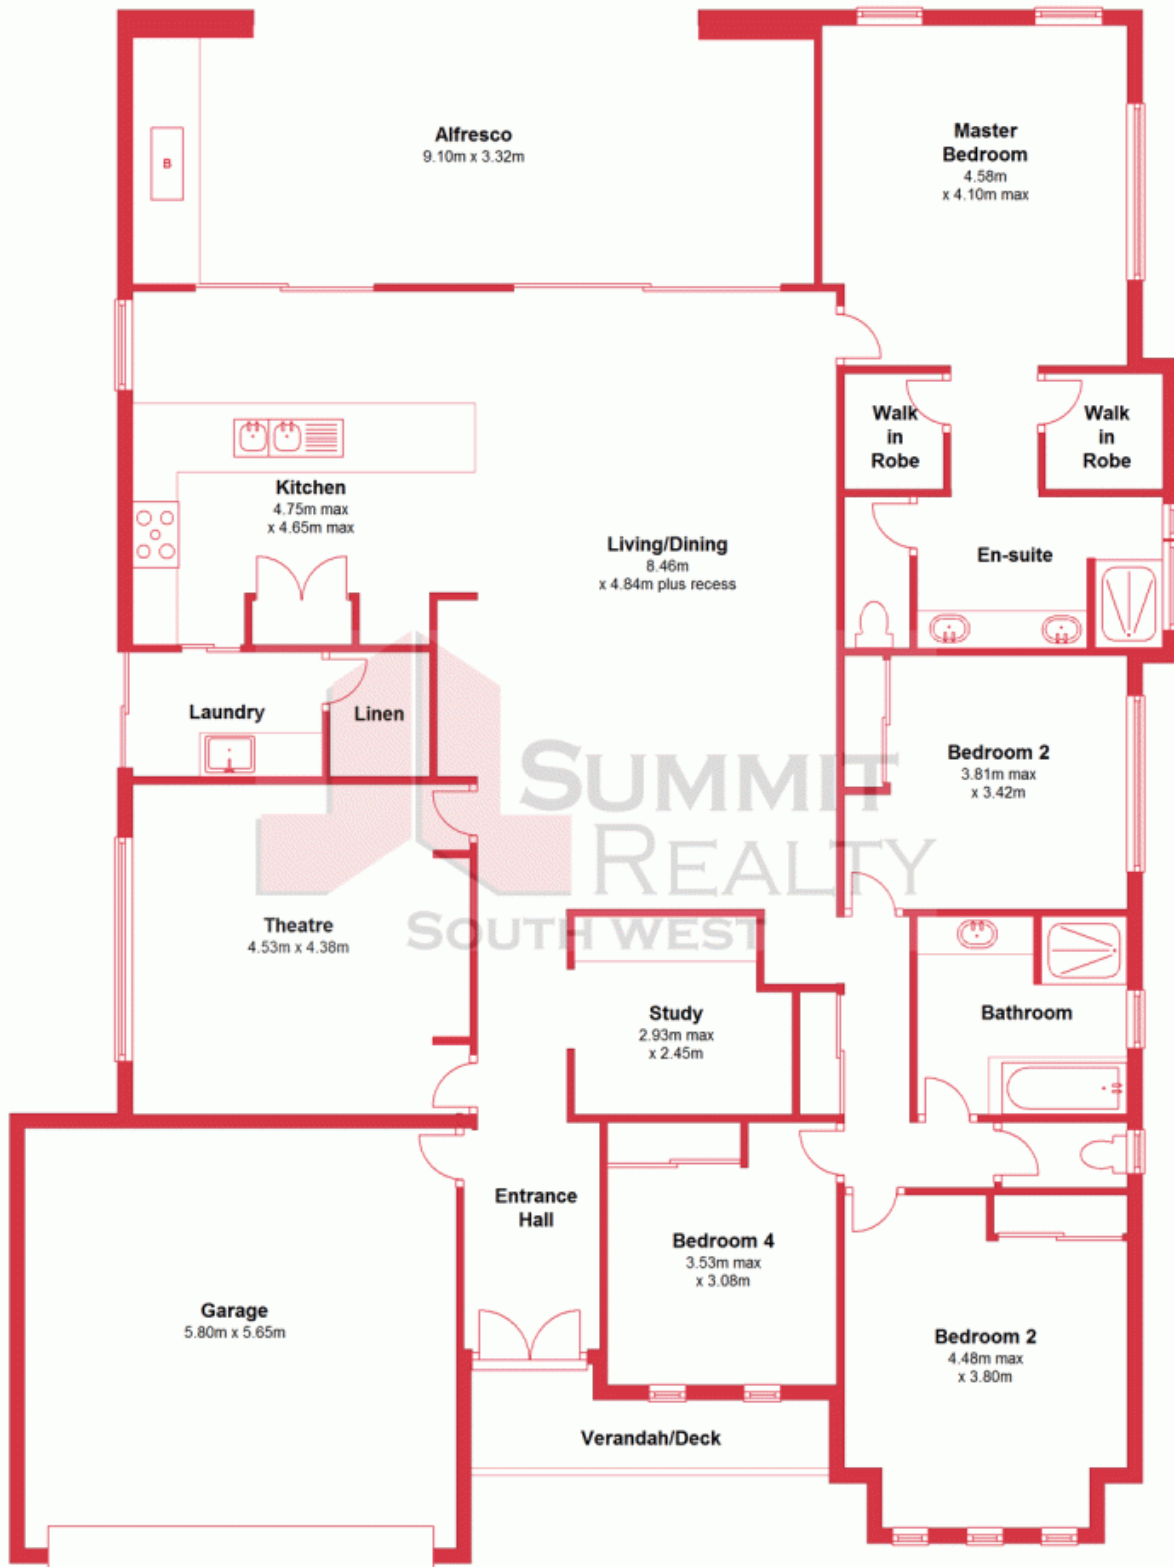 Alfresco
9.10m x 3.32m
B
Master
Bedroom
4.58m
x 4.10m max
Walk
in
Robe
Walk
in
Robe
Kitchen
4.75m max
x 4.65m max
Living/Dining
8.46m
x 4.84m plus recess
En-suite
Laundry
Linen
Bedroom 2
3.81m max
x 3.42m
SUMMIT
REALTY
SOUTH WEST
Theatre
4.53m x 4.38m
Study
2.93m max
x 2.45m
Bathroom
Entrance
Hall
Bedroom 4
3.53m max
x 3.08m
Garage
5.80m x 5.65m
Bedroom 2
4.48m max
x 3.80m
Verandah/Deck